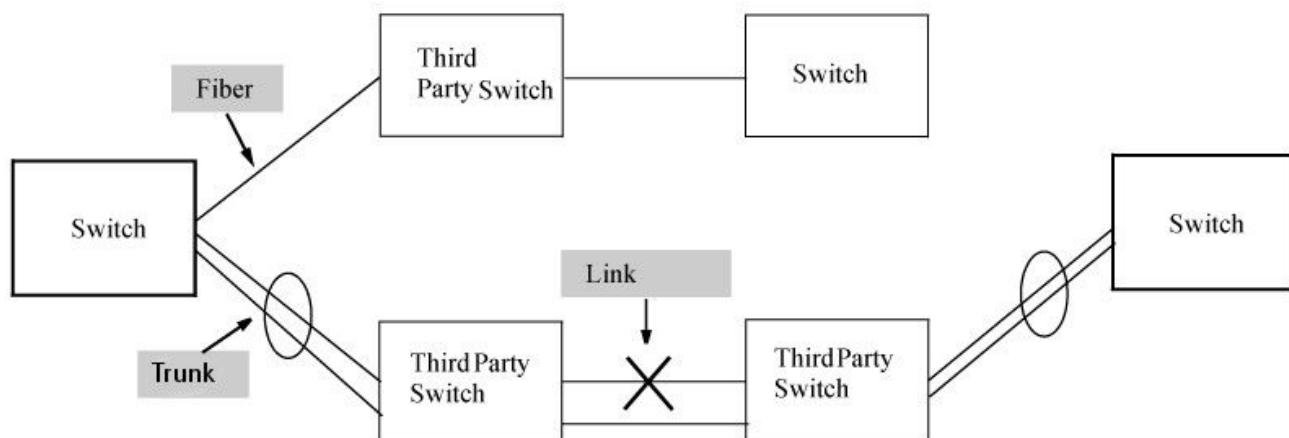 Third
Party Switch
Switch
Fiber
Switch
Switch
Link
Trunk
Third Party
Switch
Third Party
Switch